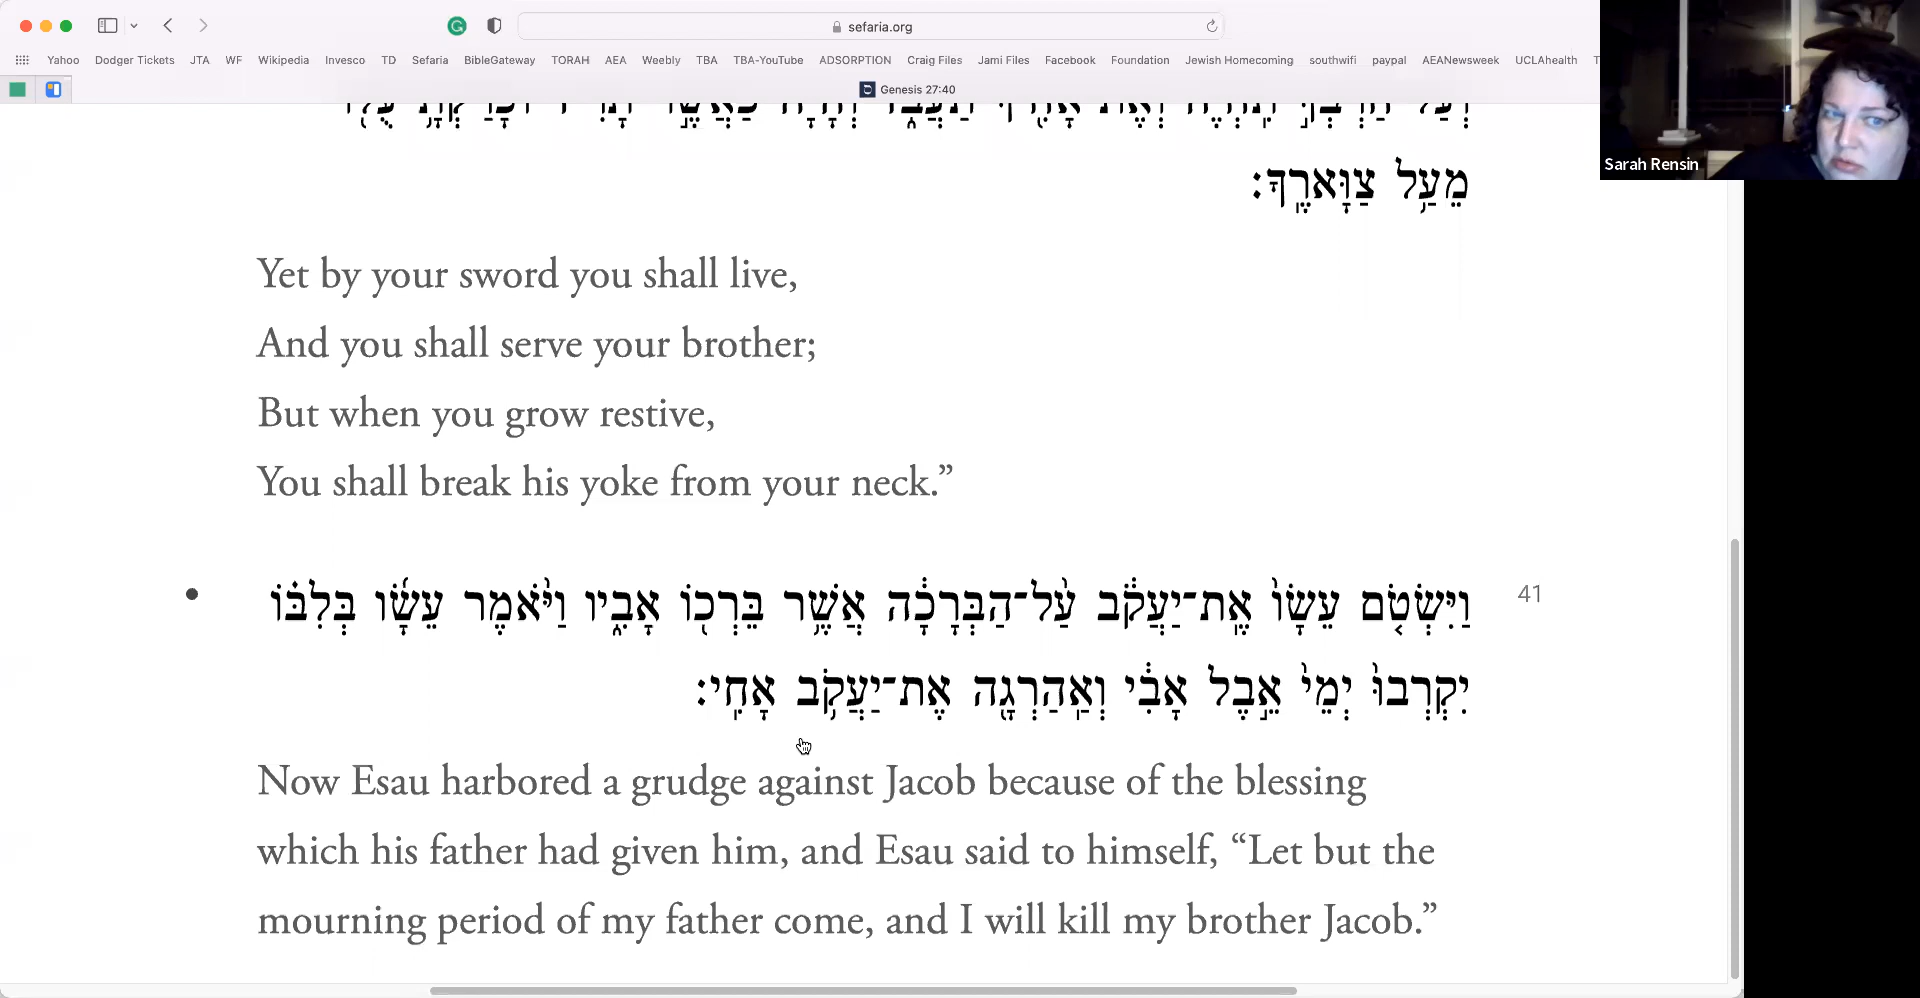 sefaria.org
Yahoo Dodger Tickets JTA WF Wikipedia Invesco TD Sefaria BibleGateway TORAH AEA Weebly TBA TBA-YouTube ADSORPTION Craig Files Jami Files Facebook Foundation Jewish Homecoming southwifi paypal AEANewsweek UCLAhealth
Genesis 27:40
Sarah Rensin
מֵעַ֥ל צַוָּארֶֽךָ׃
Yet by your sword you shall live,
And you shall serve your brother;
But when you grow restive,
You shall break his yoke from your neck.”
41
וַיִּשְׂטֹ֤ם עֵשָׂו֙ אֶֽת־יַעֲקֹ֔ב עַ֨ל־הַבְּרָכָ֔ה אֲשֶׁ֥ר בֵּרְכ֖וֹ אָבִ֑יו וַיֹּ֨אמֶר עֵשָׂ֜ו בְּלִבּ֗וֹ
יִקְרְבוּ֙ יְמֵי֙ אֵ֣בֶל אָבִ֔י וְאַֽהַרְגָ֖ה אֶת־יַעֲקֹ֥ב אָחִֽי׃
Now Esau harbored a grudge against Jacob because of the blessing
which his father had given him, and Esau said to himself, “Let but the
mourning period of my father come, and I will kill my brother Jacob.”